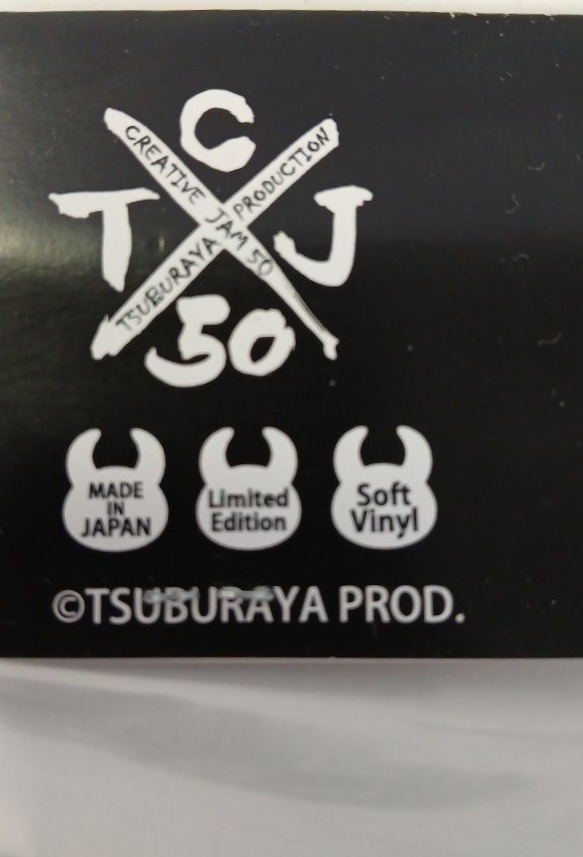 C
T J
50
CREATIVE JAM 50
TSUBURAYA PRODUCTION
MADE
IN
JAPAN
Limited
Edition
Soft
Vinyl
©TSUBURAYA PROD.